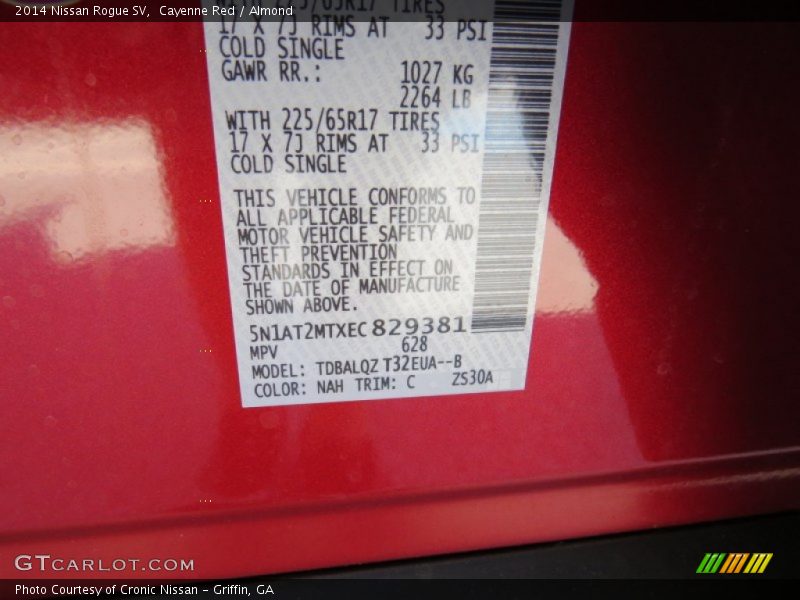 2014 Nissan Rogue SV, Cayenne Red / Almond
17 X 7J RIMS AT 33 PSI
COLD SINGLE
GAWR RR.: 1027 KG
2264 LB
WITH 225/65R17 TIRES
17 X 7J RIMS AT 33 PSI
COLD SINGLE
THIS VEHICLE CONFORMS TO
ALL APPLICABLE FEDERAL
MOTOR VEHICLE SAFETY AND
THEFT PREVENTION
STANDARDS IN EFFECT ON
THE DATE OF MANUFACTURE
SHOWN ABOVE.
5N1AT2MTXEC829381
MPV 628
MODEL: TDBALQZ T32EUA--B
COLOR: NAH TRIM: C ZS30A
GTCARLOT.COM
Photo Courtesy of Cronic Nissan - Griffin, GA